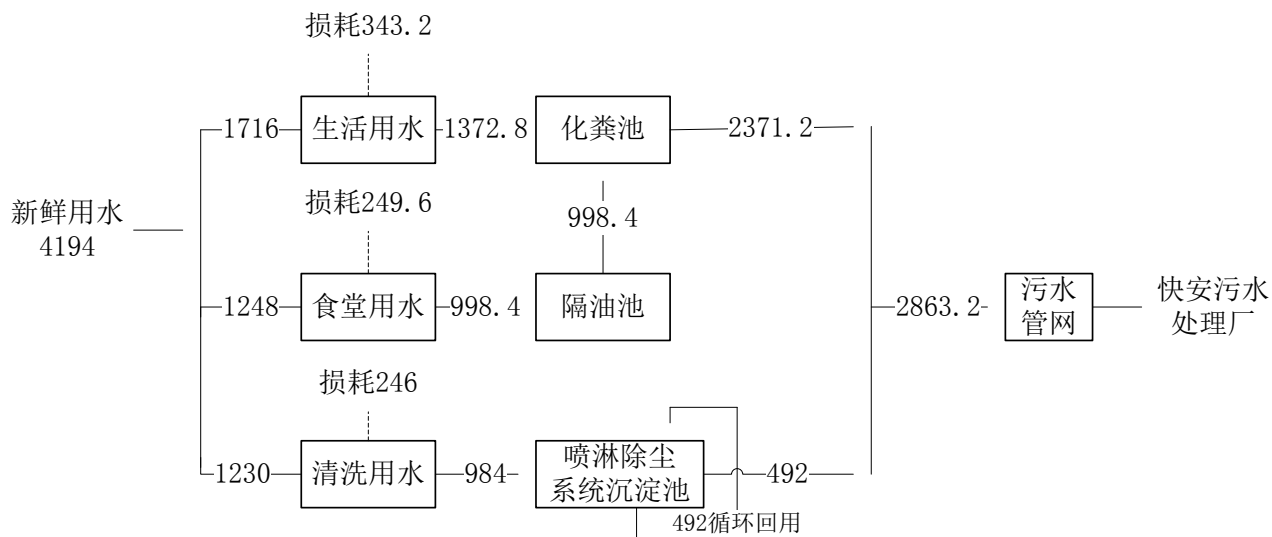 损耗343.2
1716
生活用水
1372.8
化粪池
2371.2
损耗249.6
998.4
新鲜用水
4194
1248
食堂用水
998.4
隔油池
2863.2
污水
管网
快安污水
处理厂
损耗246
1230
清洗用水
984
喷淋除尘
系统沉淀池
492
492循环回用